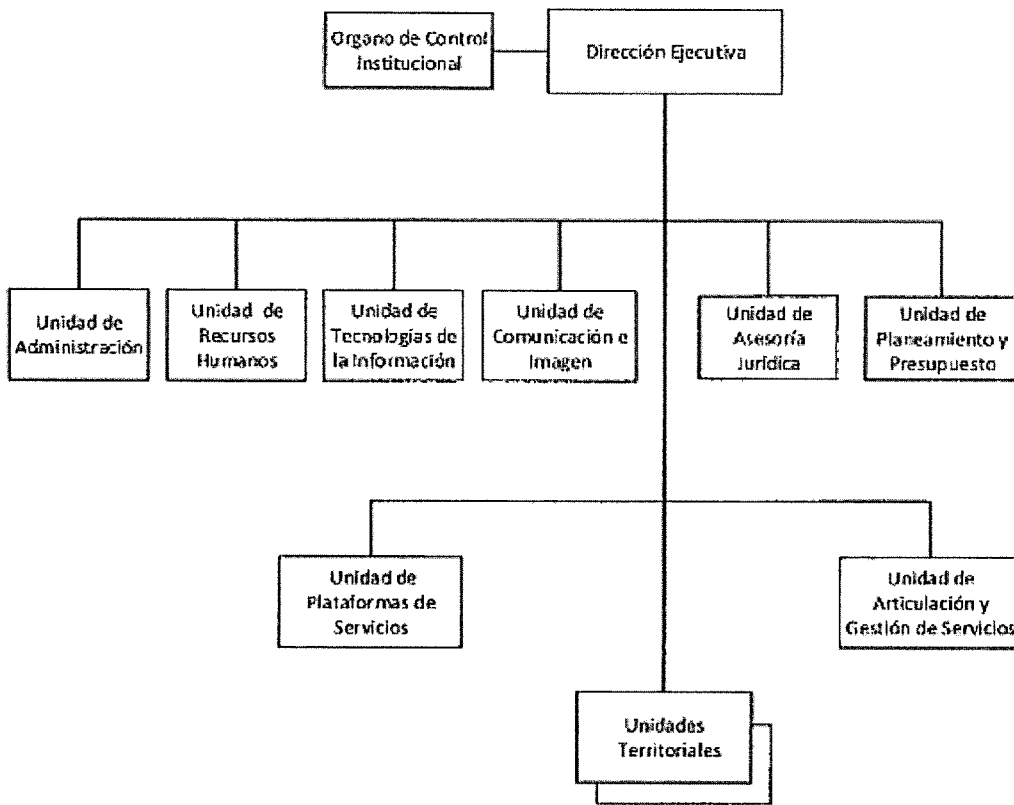 Organo de Control
Institucional
Dirección Ejecutiva
Unidad de
Administración
Unidad de
Recursos
Humanos
Unidad de
Tecnologías de
la Información
Unidad de
Comunicación e
Imagen
Unidad de
Asesoría
Jurídica
Unidad de
Planeamiento y
Presupuesto
Unidad de
Plataformas de
Servicios
Unidad de
Articulación y
Gestión de Servicios
Unidades
Territoriales